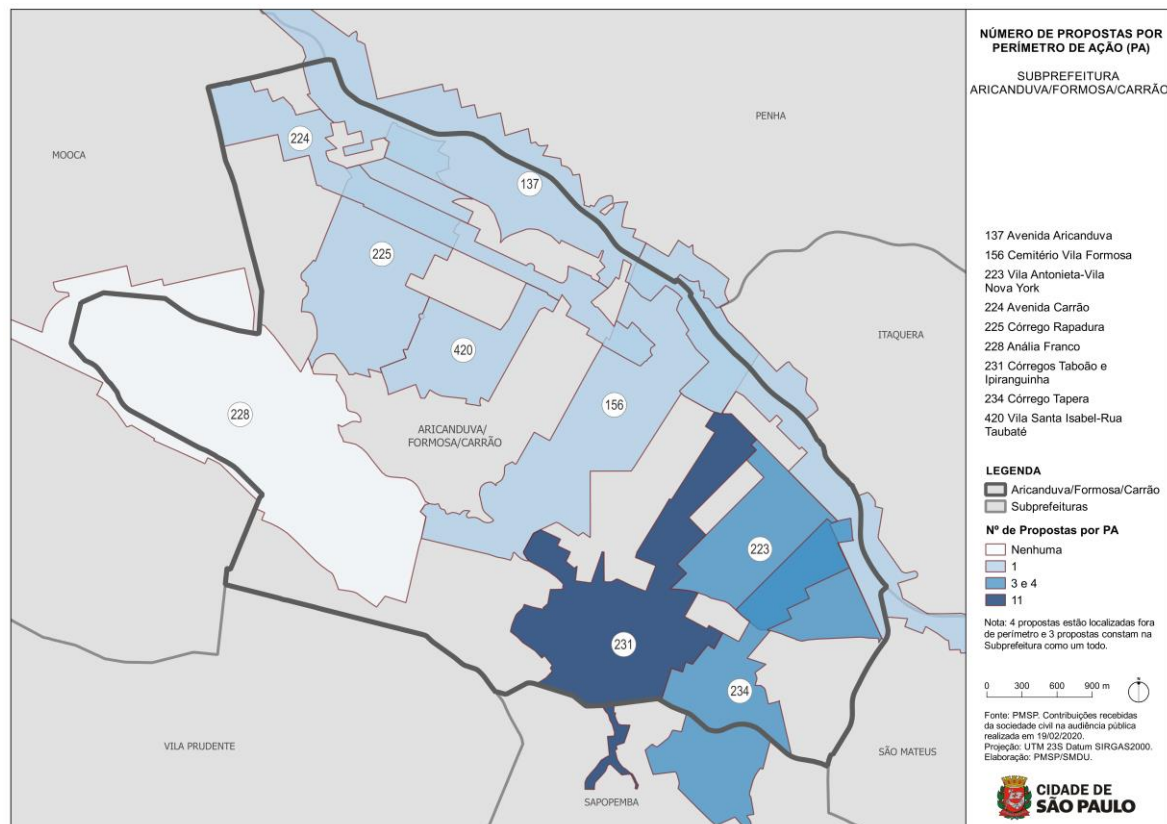 NÚMERO DE PROPOSTAS POR
PERÍMETRO DE AÇÃO (PA)
SUBPREFEITURA
ARICANDUVA/FORMOSA/CARRÃO
PENHA
MOOCA
224
137
225
420
228
156
ARICANDUVA/
FORMOSA/CARRÃO
ITAQUERA
223
231
234
VILA PRUDENTE
SÃO MATEUS
SAPOPEMBA
137 Avenida Aricanduva
156 Cemitério Vila Formosa
223 Vila Antonieta-Vila
Nova York
224 Avenida Carrão
225 Córrego Rapadura
228 Anália Franco
231 Córregos Taboão e
Ipiranguinha
234 Córrego Tapera
420 Vila Santa Isabel-Rua
Taubaté
LEGENDA
Aricanduva/Formosa/Carrão
Subprefeituras
Nº de Propostas por PA
Nenhuma
1
3 e 4
11
Nota: 4 propostas estão localizadas fora
de perímetro e 3 propostas constam na
Subprefeitura como um todo.
0 300 600 900 m
Fonte: PMSP. Contribuições recebidas
da sociedade civil na audiência pública
realizada em 19/02/2020.
Projeção: UTM 23S Datum SIRGAS2000.
Elaboração: PMSP/SMDU.
CIDADE DE
SÃO PAULO